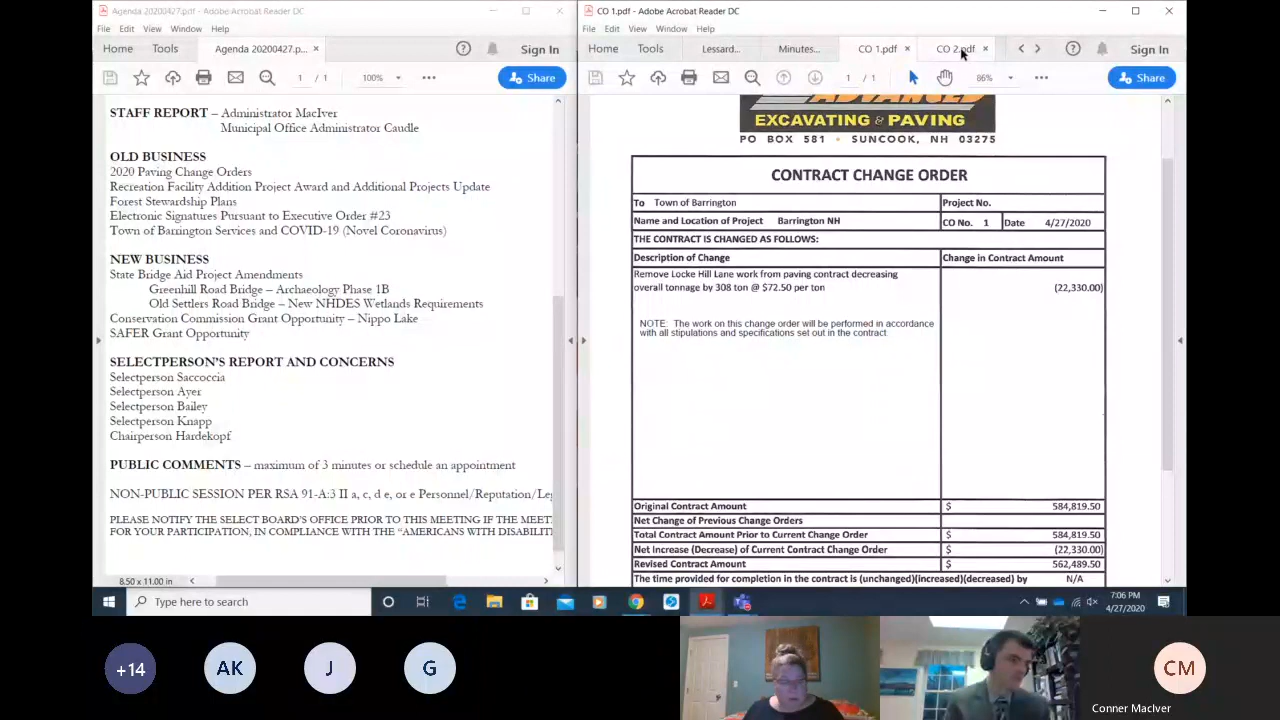 Agenda 20200427.pdf - Adobe Acrobat Reader DC
File Edit View Window Help
Home Tools Agenda 20200427.p... × Sign In
1 / 1 100% Share
STAFF REPORT – Administrator MacIver
Municipal Office Administrator Caudle
OLD BUSINESS
2020 Paving Change Orders
Recreation Facility Addition Project Award and Additional Projects Update
Forest Stewardship Plans
Electronic Signatures Pursuant to Executive Order #23
Town of Barrington Services and COVID-19 (Novel Coronavirus)
NEW BUSINESS
State Bridge Aid Project Amendments
Greenhill Road Bridge – Archaeology Phase 1B
Old Settlers Road Bridge – New NHDES Wetlands Requirements
Conservation Commission Grant Opportunity – Nippo Lake
SAFER Grant Opportunity
SELECTPERSON'S REPORT AND CONCERNS
Selectperson Saccoccia
Selectperson Ayer
Selectperson Bailey
Selectperson Knapp
Chairperson Hardekopf
PUBLIC COMMENTS – maximum of 3 minutes or schedule an appointment
NON-PUBLIC SESSION PER RSA 91-A:3 II a, c, d e, or e Personnel/Reputation/Leg
PLEASE NOTIFY THE SELECT BOARD'S OFFICE PRIOR TO THIS MEETING IF THE MEET
FOR YOUR PARTICIPATION, IN COMPLIANCE WITH THE "AMERICANS WITH DISABILIT
8.50 x 11.00 in
CO 1.pdf - Adobe Acrobat Reader DC
File Edit View Window Help
Home Tools Lessard... Minutes... CO 1.pdf × CO 2.pdf × Sign In
1 / 1 86% Share
ADVANCED
EXCAVATING & PAVING
PO BOX 581 • SUNCOOK, NH 03275
CONTRACT CHANGE ORDER
To Town of Barrington Project No.
Name and Location of Project Barrington NH CO No. 1 Date 4/27/2020
THE CONTRACT IS CHANGED AS FOLLOWS:
Description of Change Change in Contract Amount
Remove Locke Hill Lane work from paving contract decreasing
overall tonnage by 308 ton @ $72.50 per ton (22,330.00)
NOTE: The work on this change order will be performed in accordance
with all stipulations and specifications set out in the contract
Original Contract Amount $ 584,819.50
Net Change of Previous Change Orders
Total Contract Amount Prior to Current Change Order $ 584,819.50
Net Increase (Decrease) of Current Contract Change Order $ (22,330.00)
Revised Contract Amount $ 562,489.50
The time provided for completion in the contract is (unchanged)(increased)(decreased) by N/A
Type here to search
7:06 PM
4/27/2020
+14 AK J G CM
Conner MacIver